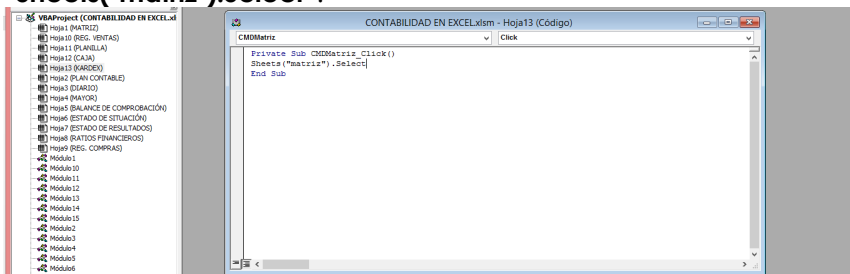 sheets("matriz").select".
VBAProject (CONTABILIDAD EN EXCEL.xl
Hoja1 (MATRIZ)
Hoja10 (REG. VENTAS)
Hoja11 (PLANILLA)
Hoja12 (CAJA)
Hoja13 (KARDEX)
Hoja2 (PLAN CONTABLE)
Hoja3 (DIARIO)
Hoja4 (MAYOR)
Hoja5 (BALANCE DE COMPROBACIÓN)
Hoja6 (ESTADO DE SITUACIÓN)
Hoja7 (ESTADO DE RESULTADOS)
Hoja8 (RATIOS FINANCIEROS)
Hoja9 (REG. COMPRAS)
Módulo1
Módulo10
Módulo11
Módulo12
Módulo13
Módulo14
Módulo15
Módulo2
Módulo3
Módulo4
Módulo5
Módulo6
CONTABILIDAD EN EXCEL.xlsm - Hoja13 (Código)
CMDMatriz
Click
Private Sub CMDMatriz_Click()
Sheets("matriz").Select
End Sub